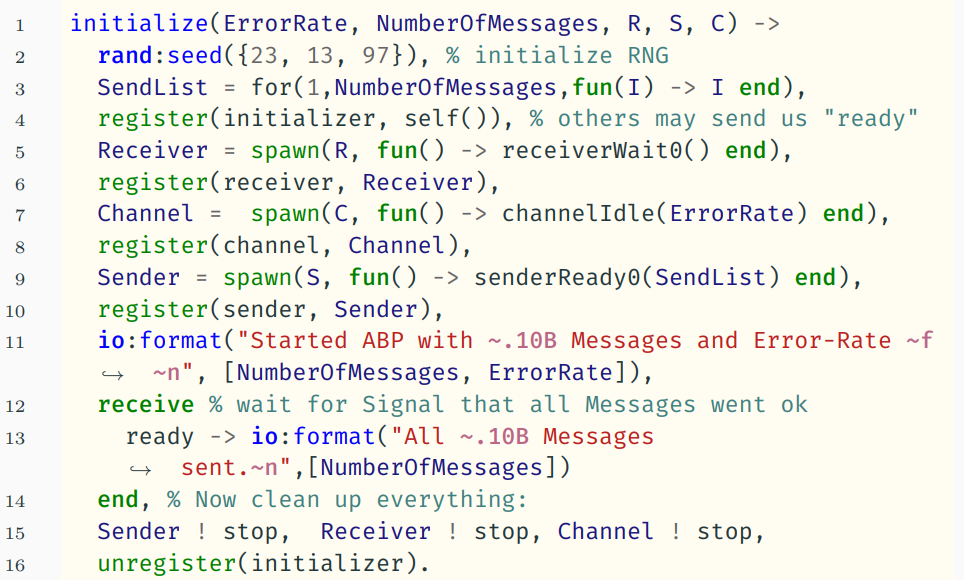 1 initialize(ErrorRate, NumberOfMessages, R, S, C) ->
2 rand:seed({23, 13, 97}), % initialize RNG
3 SendList = for(1,NumberOfMessages,fun(I) -> I end),
4 register(initializer, self()), % others may send us "ready"
5 Receiver = spawn(R, fun() -> receiverWait0() end),
6 register(receiver, Receiver),
7 Channel =  spawn(C, fun() -> channelIdle(ErrorRate) end),
8 register(channel, Channel),
9 Sender = spawn(S, fun() -> senderReady0(SendList) end),
10 register(sender, Sender),
11 io:format("Started ABP with ~.10B Messages and Error-Rate ~f
↪ ~n", [NumberOfMessages, ErrorRate]),
12 receive % wait for Signal that all Messages went ok
13 ready -> io:format("All ~.10B Messages
↪ sent.~n",[NumberOfMessages])
14 end, % Now clean up everything:
15 Sender ! stop,  Receiver ! stop, Channel ! stop,
16 unregister(initializer).